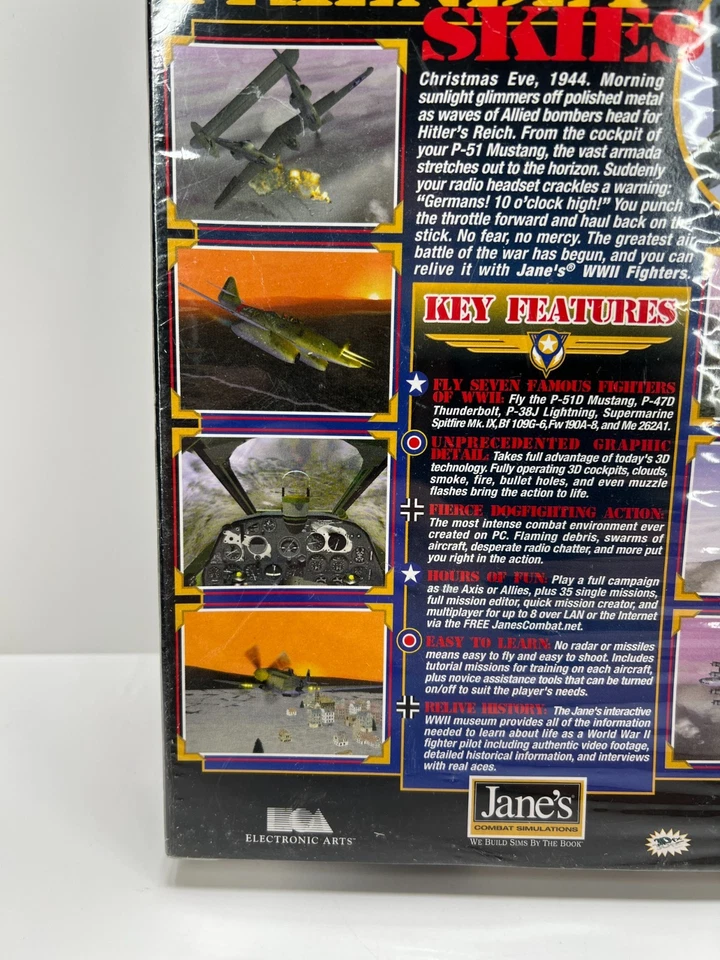 SKIES
Christmas Eve, 1944. Morning
sunlight glimmers off polished metal
as waves of Allied bombers head for
Hitler's Reich. From the cockpit of
your P-51 Mustang, the vast armada
stretches out to the horizon. Suddenly
your radio headset crackles a warning:
"Germans! 10 o'clock high!" You punch
the throttle forward and haul back on the
stick. No fear, no mercy. The greatest air
battle of the war has begun, and you can
relive it with Jane's® WWII Fighters.
KEY FEATURES
FLY SEVEN FAMOUS FIGHTERS
OF WWII: Fly the P-51D Mustang, P-47D
Thunderbolt, P-38J Lightning, Supermarine
Spitfire Mk. IX, Bf 109G-6, Fw 190A-8, and Me 262A1.
UNPRECEDENTED GRAPHIC
DETAIL: Takes full advantage of today's 3D
technology. Fully operating 3D cockpits, clouds,
smoke, fire, bullet holes, and even muzzle
flashes bring the action to life.
FIERCE DOGFIGHTING ACTION:
The most intense combat environment ever
created on PC. Flaming debris, swarms of
aircraft, desperate radio chatter, and more put
you right in the action.
HOURS OF FUN: Play a full campaign
as the Axis or Allies, plus 35 single missions,
full mission editor, quick mission creator, and
multiplayer for up to 8 over LAN or the Internet
via the FREE JanesCombat.net.
EASY TO LEARN: No radar or missiles
means easy to fly and easy to shoot. Includes
tutorial missions for training on each aircraft,
plus novice assistance tools that can be turned
on/off to suit the player's needs.
RELIVE HISTORY: The Jane's interactive
WWII museum provides all of the information
needed to learn about life as a World War II
fighter pilot including authentic video footage,
detailed historical information, and interviews
with real aces.
ELECTRONIC ARTS™
Jane's
COMBAT SIMULATIONS
WE BUILD SIMS BY THE BOOK